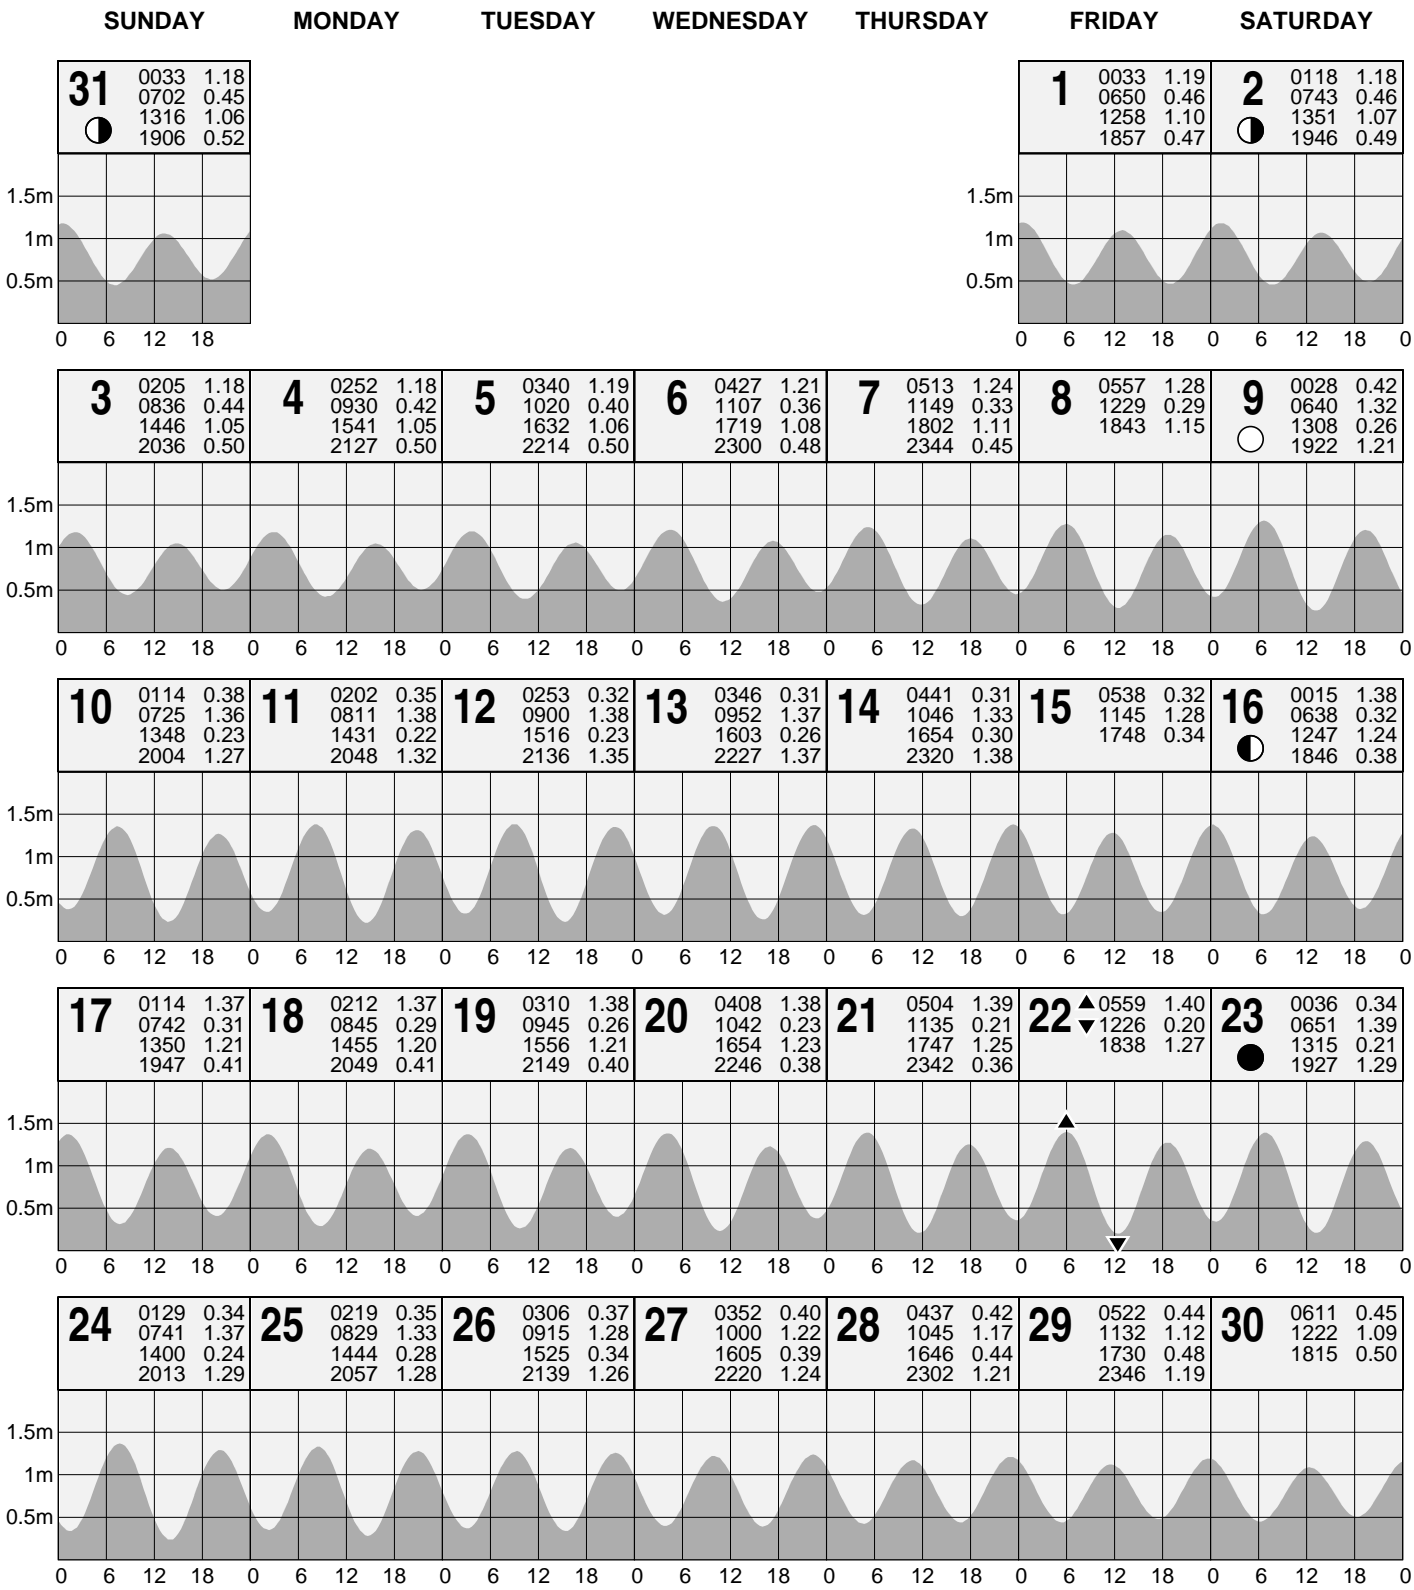 SUNDAY MONDAY TUESDAY WEDNESDAY THURSDAY FRIDAY SATURDAY
31 0033 1.18 1 0033 1.19 2 0118 1.18
0702 0.45 0650 0.46 0743 0.46
1316 1.06 1258 1.10 1351 1.07
1906 0.52 1857 0.47 1946 0.49
1.5m 1.5m
1m 1m
0.5m 0.5m
0 6 12 18 0 6 12 18 0 6 12 18 0
3 0205 1.18 4 0252 1.18 5 0340 1.19 6 0427 1.21 7 0513 1.24 8 0557 1.28 9 0028 0.42
0836 0.44 0930 0.42 1020 0.40 1107 0.36 1149 0.33 1229 0.29 0640 1.32
1446 1.05 1541 1.05 1632 1.06 1719 1.08 1802 1.11 1843 1.15 1308 0.26
2036 0.50 2127 0.50 2214 0.50 2300 0.48 2344 0.45 1922 1.21
1.5m
1m
0.5m
0 6 12 18 0 6 12 18 0 6 12 18 0 6 12 18 0 6 12 18 0 6 12 18 0 6 12 18 0
10 0114 0.38 11 0202 0.35 12 0253 0.32 13 0346 0.31 14 0441 0.31 15 0538 0.32 16 0015 1.38
0725 1.36 0811 1.38 0900 1.38 0952 1.37 1046 1.33 1145 1.28 0638 0.32
1348 0.23 1431 0.22 1516 0.23 1603 0.26 1654 0.30 1748 0.34 1247 1.24
2004 1.27 2048 1.32 2136 1.35 2227 1.37 2320 1.38 1846 0.38
1.5m
1m
0.5m
0 6 12 18 0 6 12 18 0 6 12 18 0 6 12 18 0 6 12 18 0 6 12 18 0 6 12 18 0
17 0114 1.37 18 0212 1.37 19 0310 1.38 20 0408 1.38 21 0504 1.39 22 0559 1.40 23 0036 0.34
0742 0.31 0845 0.29 0945 0.26 1042 0.23 1135 0.21 1226 0.20 0651 1.39
1350 1.21 1455 1.20 1556 1.21 1654 1.23 1747 1.25 1838 1.27 1315 0.21
1947 0.41 2049 0.41 2149 0.40 2246 0.38 2342 0.36 1927 1.29
1.5m
1m
0.5m
0 6 12 18 0 6 12 18 0 6 12 18 0 6 12 18 0 6 12 18 0 6 12 18 0 6 12 18 0
24 0129 0.34 25 0219 0.35 26 0306 0.37 27 0352 0.40 28 0437 0.42 29 0522 0.44 30 0611 0.45
0741 1.37 0829 1.33 0915 1.28 1000 1.22 1045 1.17 1132 1.12 1222 1.09
1400 0.24 1444 0.28 1525 0.34 1605 0.39 1646 0.44 1730 0.48 1815 0.50
2013 1.29 2057 1.28 2139 1.26 2220 1.24 2302 1.21 2346 1.19
1.5m
1m
0.5m
0 6 12 18 0 6 12 18 0 6 12 18 0 6 12 18 0 6 12 18 0 6 12 18 0 6 12 18 0